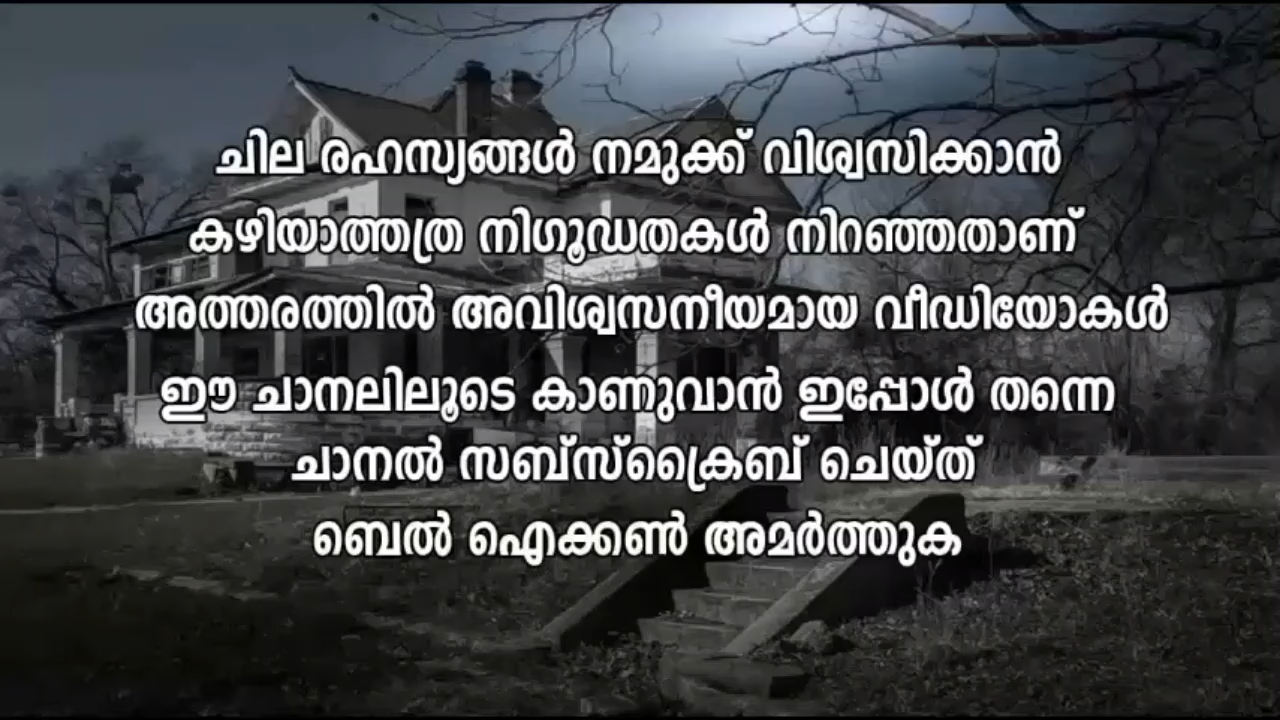 ചില രഹസ്യങ്ങൾ നമുക്ക് വിശ്വസിക്കാൻ
കഴിയാത്തത്ര നിഗൂഡതകൾ നിറഞ്ഞതാണ്
അത്തരത്തിൽ അവിശ്വസനീയമായ വീഡിയോകൾ
ഈ ചാനലിലൂടെ കാണുവാൻ ഇപ്പോൾ തന്നെ
ചാനൽ സബ്സ്ക്രൈബ് ചെയ്ത്
ബെൽ ഐക്കൺ അമർത്തുക